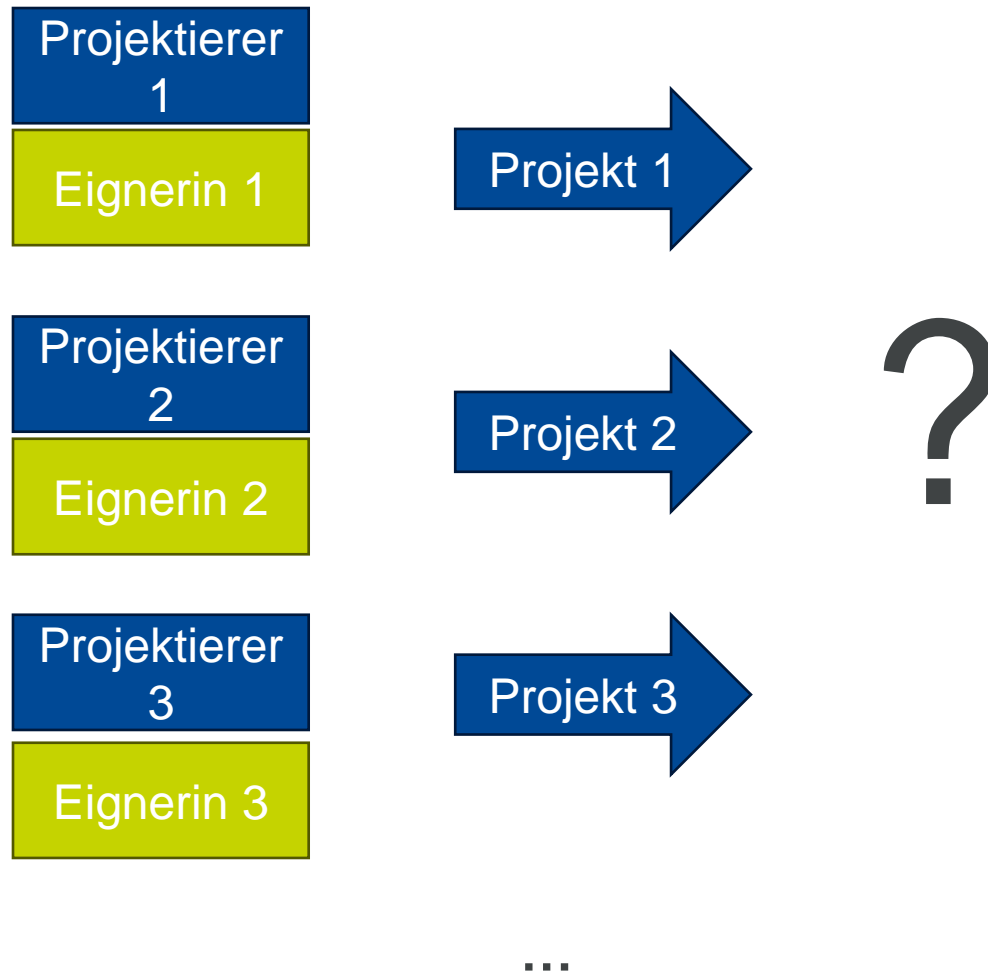 Projektierer
1
Eignerin 1
Projekt 1
Projektierer
2
Eignerin 2
Projekt 2
?
Projektierer
3
Eignerin 3
Projekt 3
...